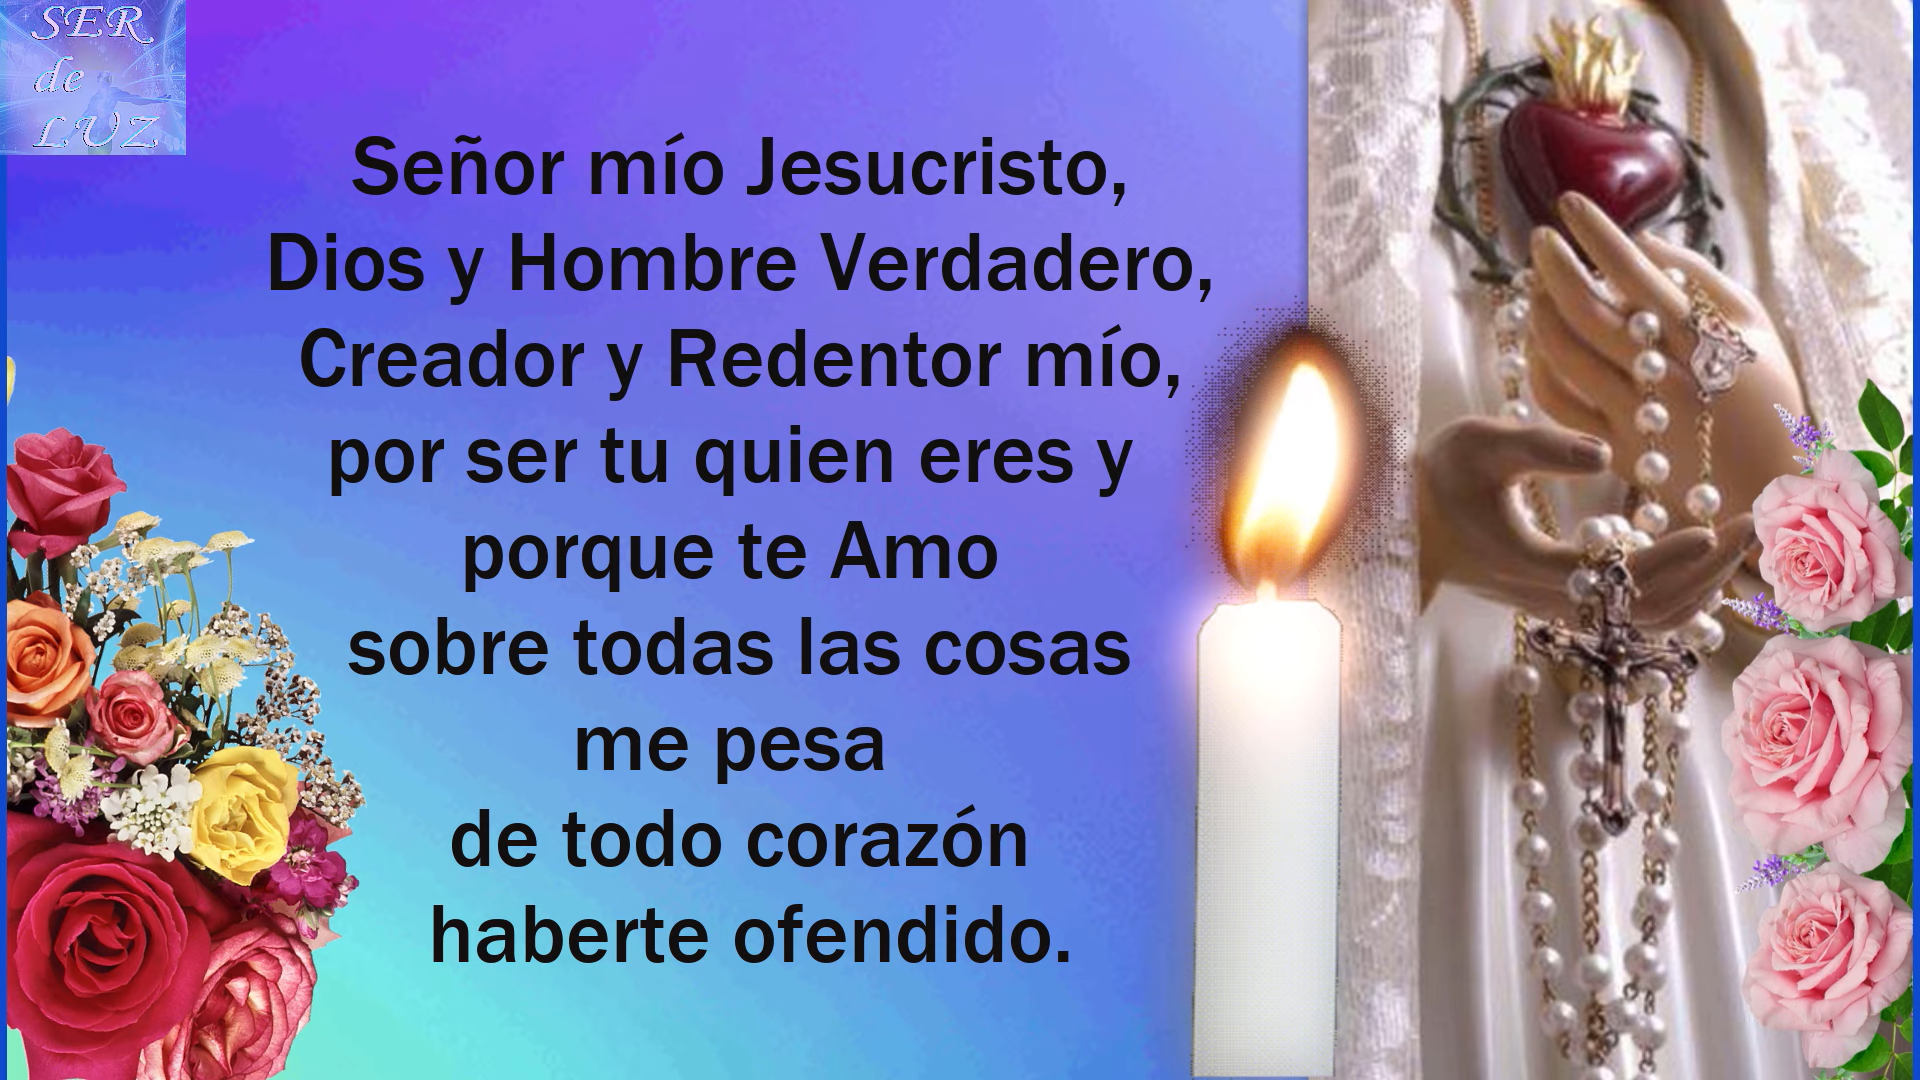 SER
de
LUZ
Señor mío Jesucristo,
Dios y Hombre Verdadero,
Creador y Redentor mío,
por ser tu quien eres y
porque te Amo
sobre todas las cosas
me pesa
de todo corazón
haberte ofendido.